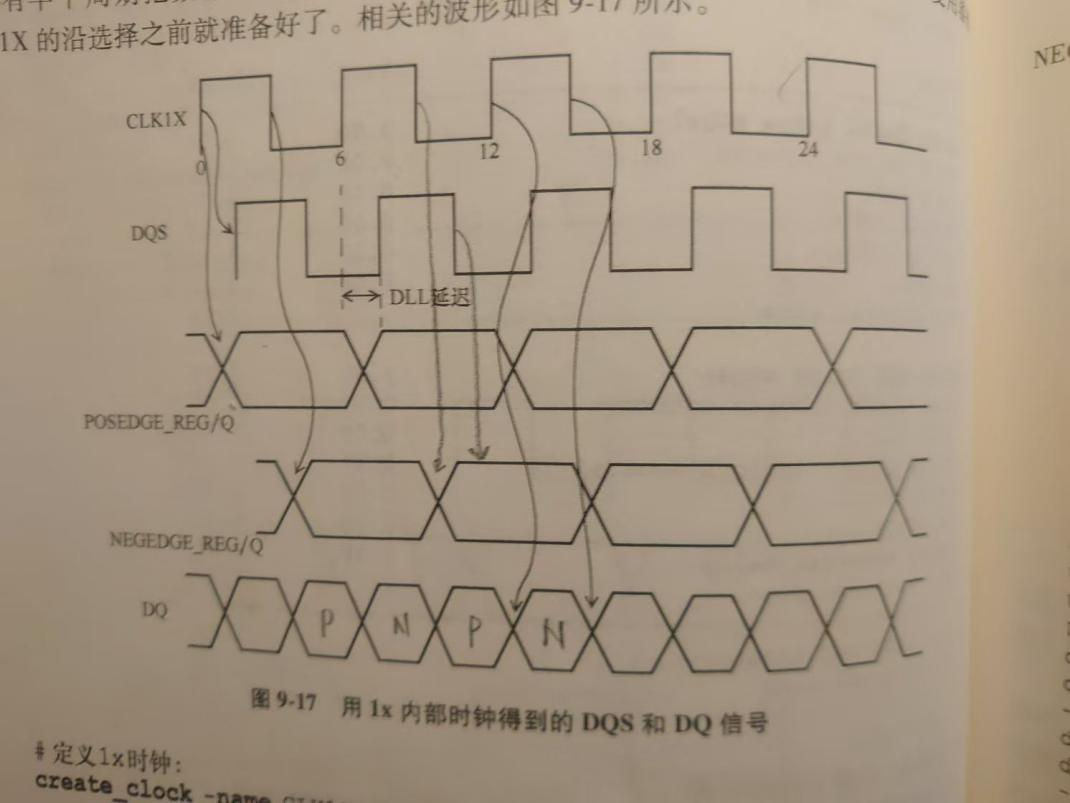 1X 的沿选择之前就准备好了。相关的波形如图 9-17 所示。
NEG
CLK1X
0 6 12 18 24
DQS
DLL延迟
POSEDGE_REG/Q
NEGEDGE_REG/Q
DQ P N P N
图 9-17 用 1x 内部时钟得到的 DQS 和 DQ 信号
# 定义1x时钟:
create_clock -name